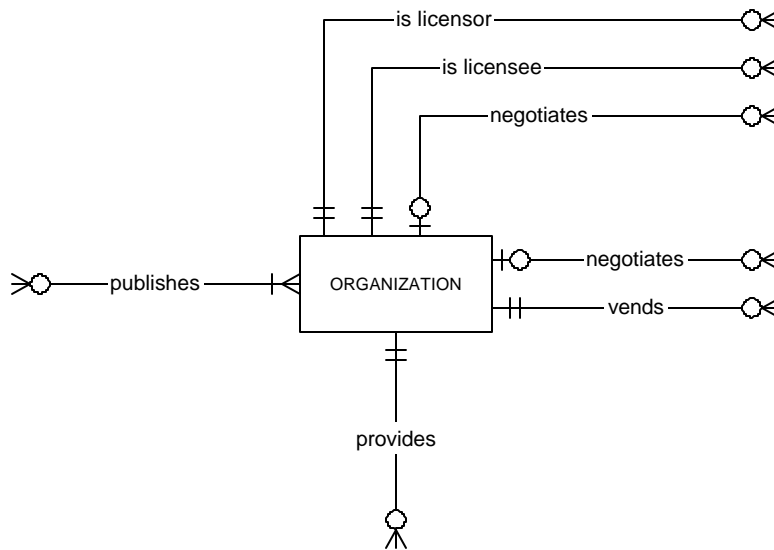 is licensor
is licensee
negotiates
negotiates
publishes
ORGANIZATION
vends
provides